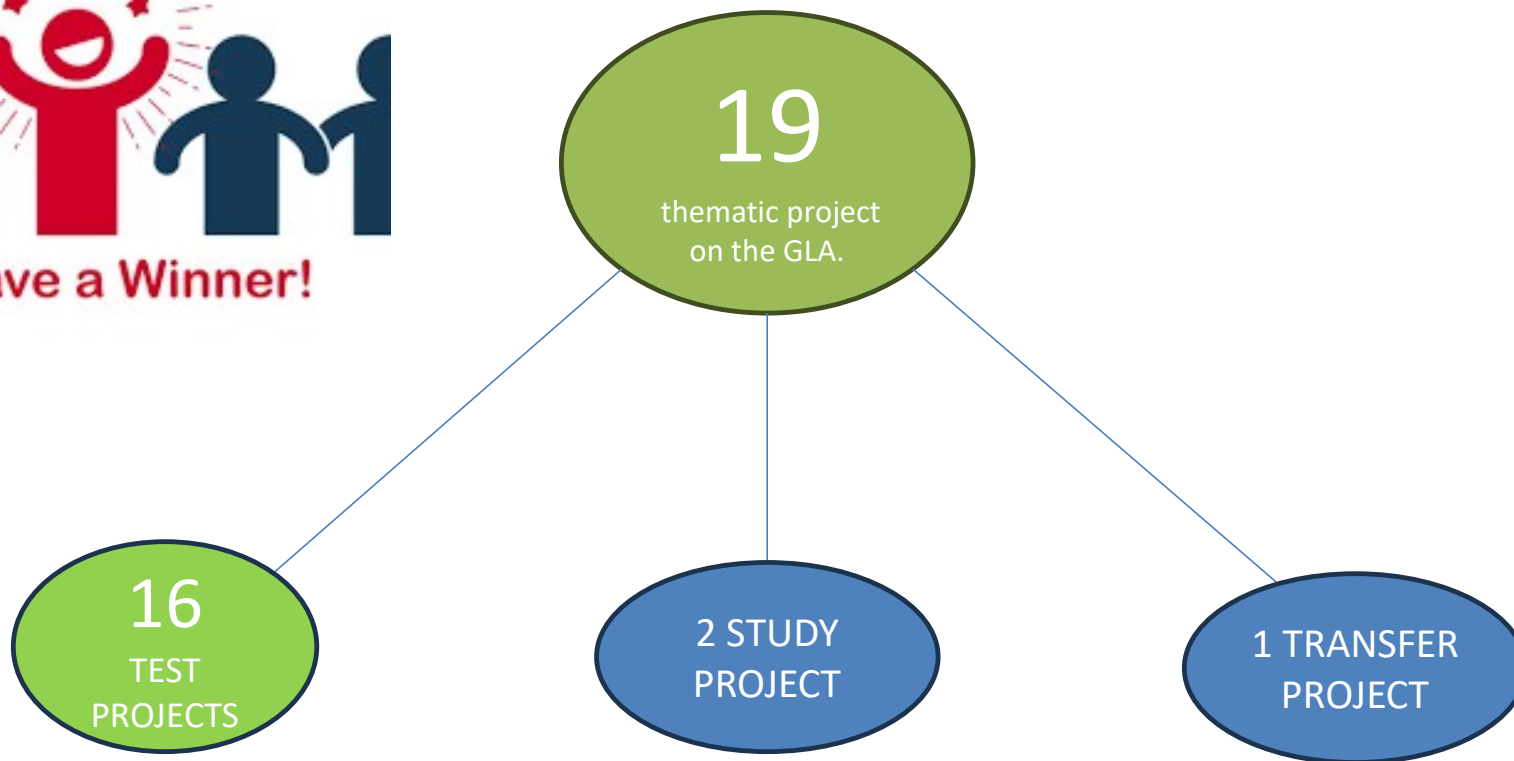 ve a Winner!
19
thematic project
on the GLA.
16
TEST
PROJECTS
2 STUDY
PROJECT
1 TRANSFER
PROJECT